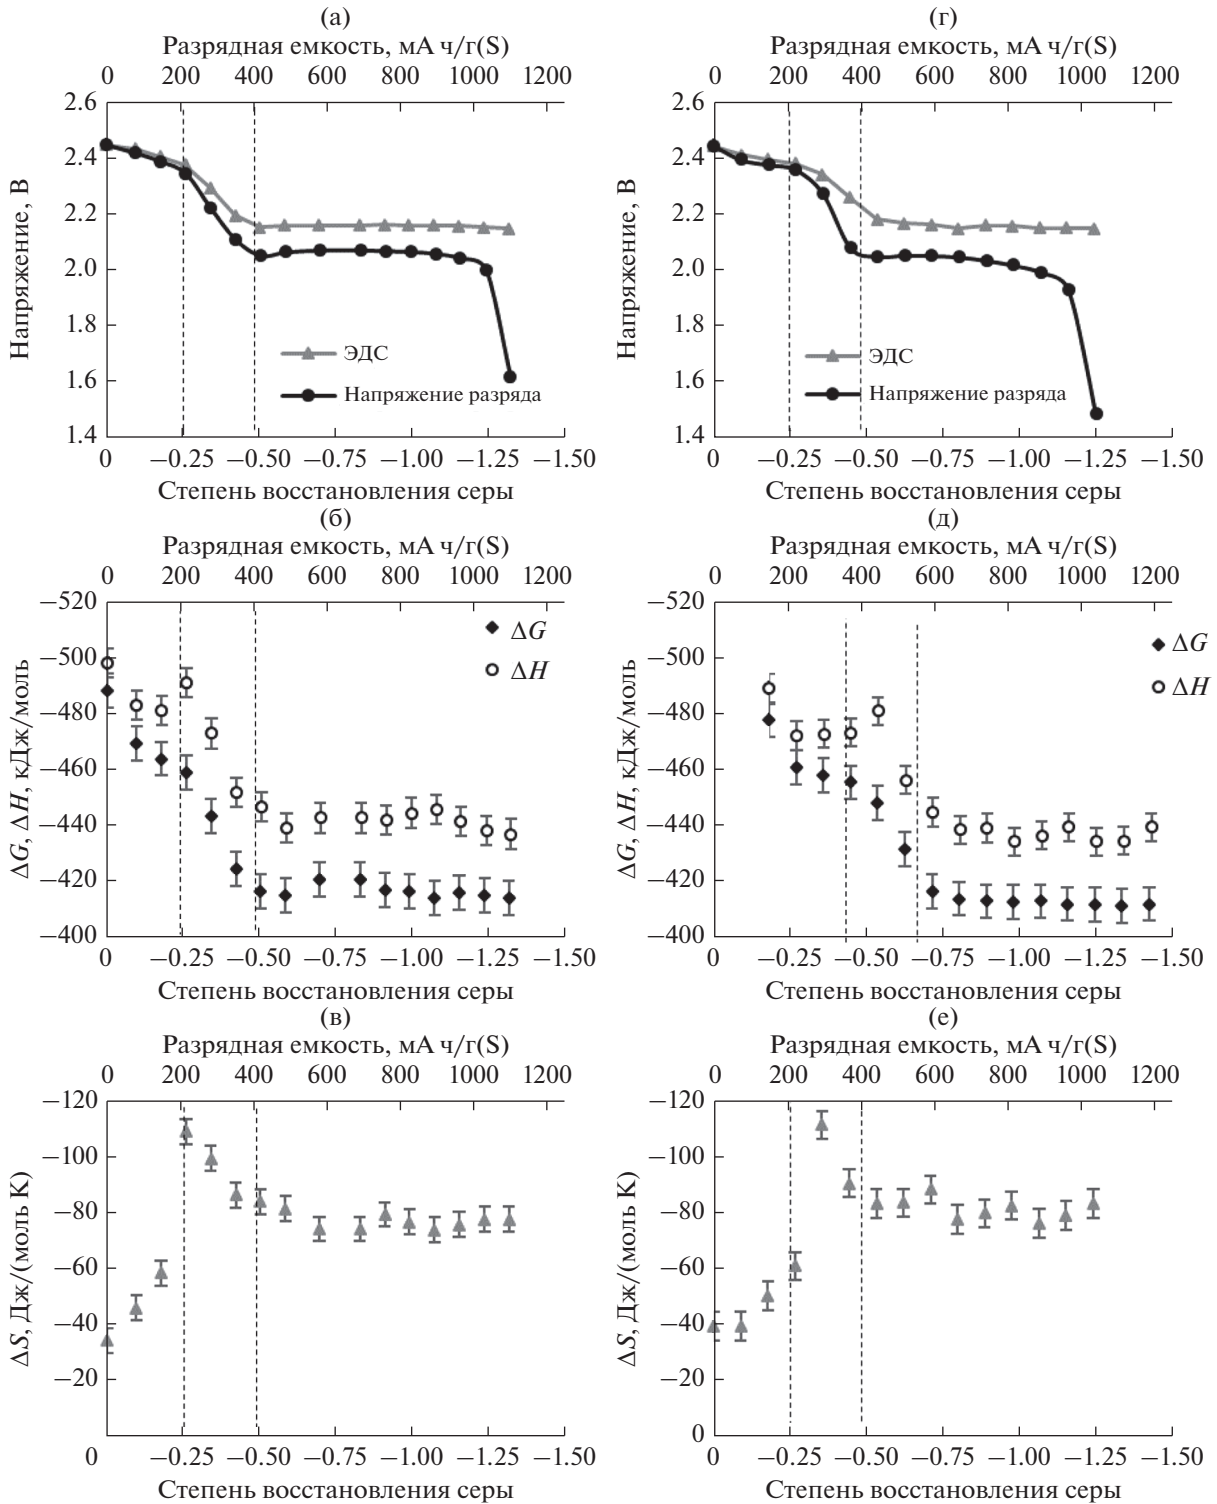 (а)
Разрядная емкость, мА ч/г(S)
0 200 400 600 800 1000 1200
2.6
2.4
2.2
2.0
1.8
1.6
1.4
Напряжение, В
ЭДС
Напряжение разряда
0 −0.25 −0.50 −0.75 −1.00 −1.25 −1.50
Степень восстановления серы
(г)
Разрядная емкость, мА ч/г(S)
0 200 400 600 800 1000 1200
2.6
2.4
2.2
2.0
1.8
1.6
1.4
Напряжение, В
ЭДС
Напряжение разряда
0 −0.25 −0.50 −0.75 −1.00 −1.25 −1.50
Степень восстановления серы
(б)
Разрядная емкость, мА ч/г(S)
0 200 400 600 800 1000 1200
−520
−500
−480
−460
−440
−420
−400
ΔG, ΔH, кДж/моль
ΔG
ΔH
0 −0.25 −0.50 −0.75 −1.00 −1.25 −1.50
Степень восстановления серы
(д)
Разрядная емкость, мА ч/г(S)
0 200 400 600 800 1000 1200
−520
−500
−480
−460
−440
−420
−400
ΔG, ΔH, кДж/моль
ΔG
ΔH
0 −0.25 −0.50 −0.75 −1.00 −1.25 −1.50
Степень восстановления серы
(в)
Разрядная емкость, мА ч/г(S)
0 200 400 600 800 1000 1200
−120
−100
−80
−60
−40
−20
ΔS, Дж/(моль К)
0 −0.25 −0.50 −0.75 −1.00 −1.25 −1.50
Степень восстановления серы
(е)
Разрядная емкость, мА ч/г(S)
0 200 400 600 800 1000 1200
−120
−100
−80
−60
−40
−20
0
ΔS, Дж/(моль К)
0 −0.25 −0.50 −0.75 −1.00 −1.25 −1.50
Степень восстановления серы